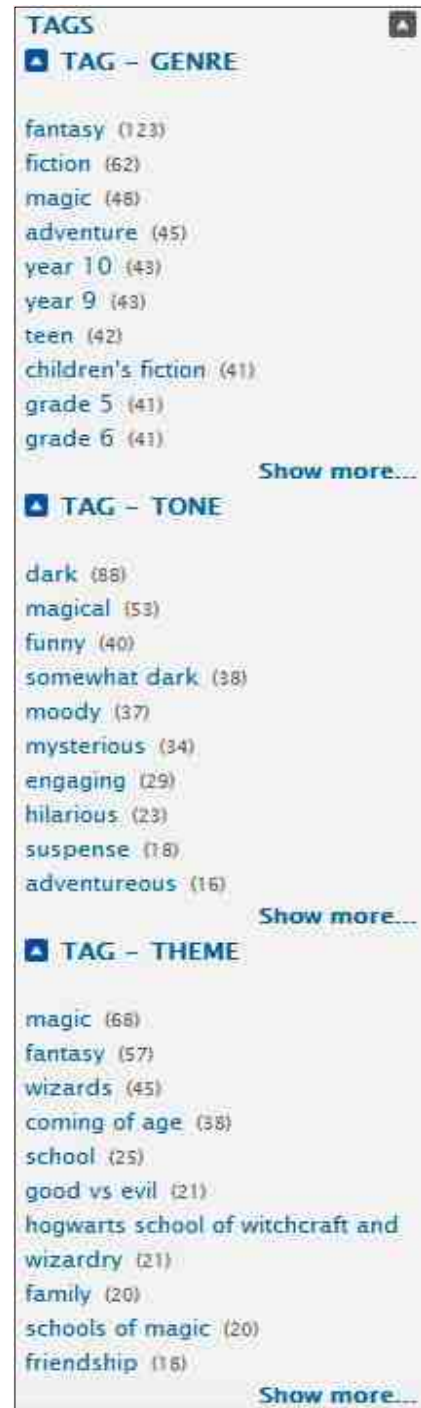 TAGS
TAG – GENRE
fantasy (123)
fiction (62)
magic (48)
adventure (45)
year 10 (43)
year 9 (43)
teen (42)
children's fiction (41)
grade 5 (41)
grade 6 (41)
Show more...
TAG – TONE
dark (88)
magical (53)
funny (40)
somewhat dark (38)
moody (37)
mysterious (34)
engaging (29)
hilarious (23)
suspense (18)
adventureous (16)
Show more...
TAG – THEME
magic (68)
fantasy (57)
wizards (45)
coming of age (38)
school (25)
good vs evil (21)
hogwarts school of witchcraft and
wizardry (21)
family (20)
schools of magic (20)
friendship (18)
Show more...